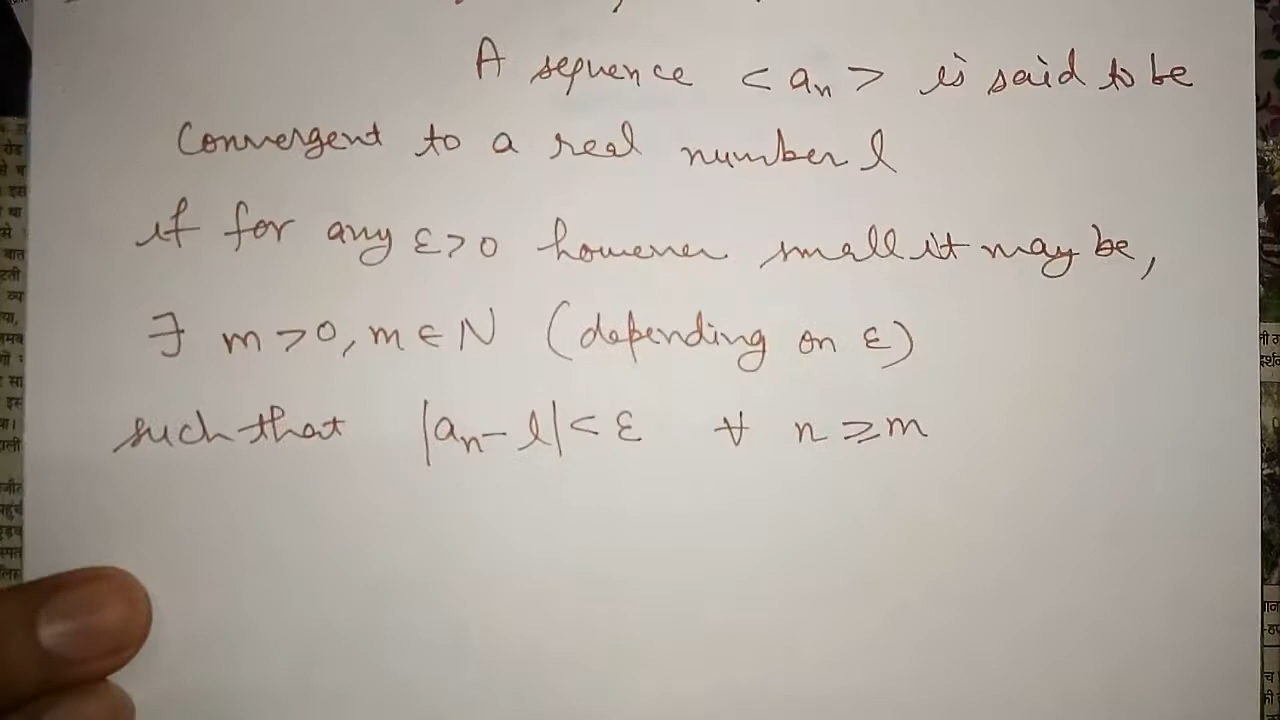 A sequence < aₙ > is said to be
Convergent to a real number l
if for any ε>0 however small it may be,
∃ m>0, m∈N (depending on ε)
such that |aₙ-l|< ε ∀ n ≥ m